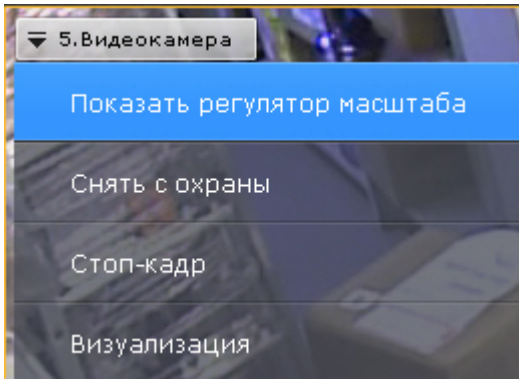 5.Видеокамера
Показать регулятор масштаба
Снять с охраны
Стоп-кадр
Визуализация